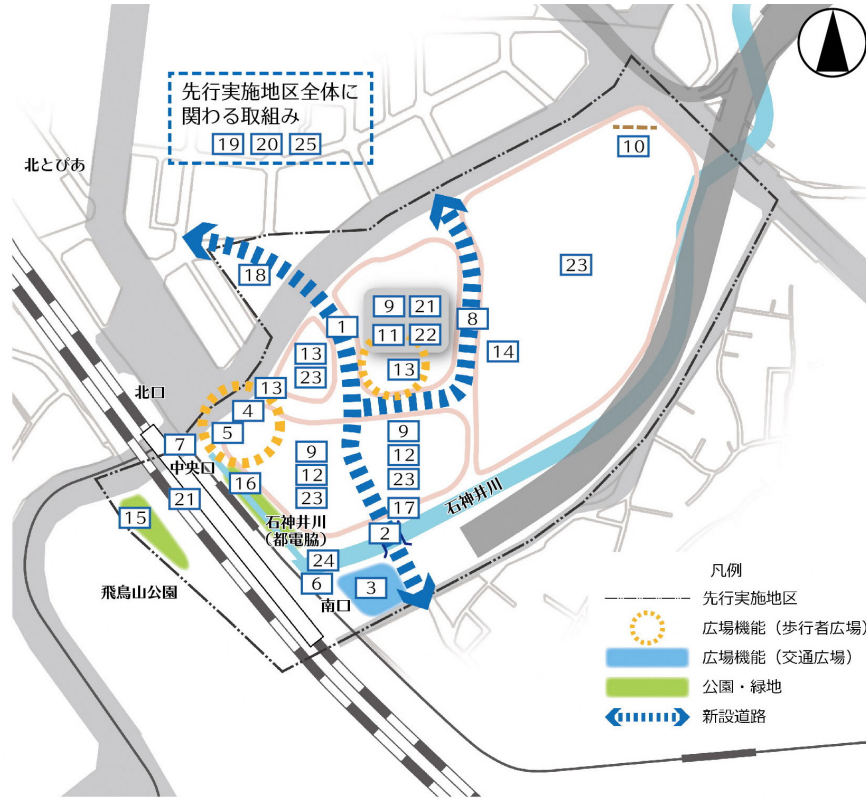 先行実施地区全体に
関わる取組み
19 20 25
北とぴあ
10
23
18
9 21
1
8
11 22
13
14
13
23
13
4
5
北口
7
中央口
9
9
12
12
23
23
16
21
17
15
石神井川
(都電脇)
石神井川
2
24
6
3
南口
飛鳥山公園
凡例
先行実施地区
広場機能(歩行者広場)
広場機能(交通広場)
公園・緑地
新設道路